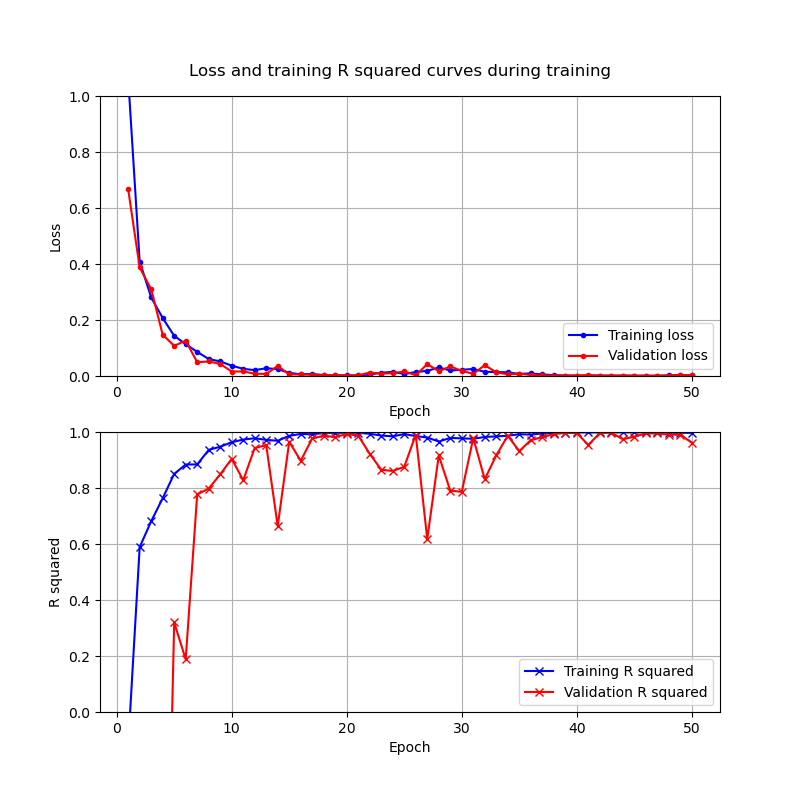 Loss and training R squared curves during training
1.0
0.8
0.6
0.4
0.2
0.0
Loss
Training loss
Validation loss
0 10 20 30 40 50
Epoch
1.0
0.8
0.6
0.4
0.2
0.0
R squared
Training R squared
Validation R squared
0 10 20 30 40 50
Epoch